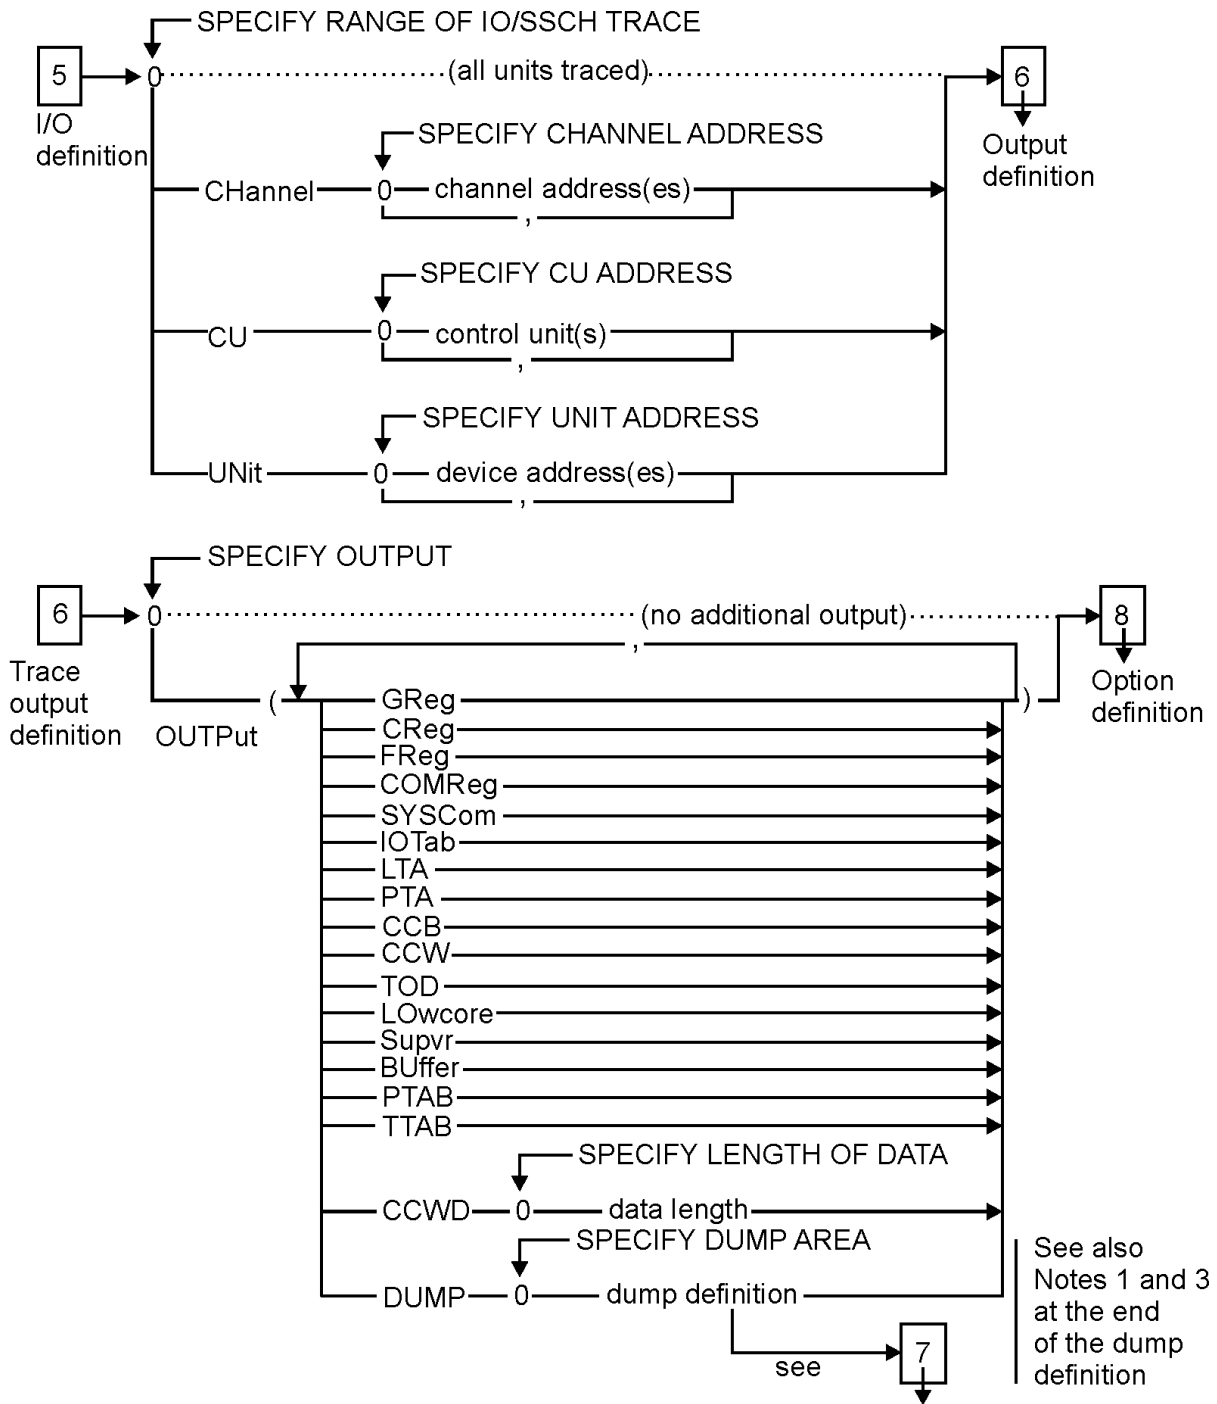 SPECIFY RANGE OF IO/SSCH TRACE
5
0
(all units traced)
6
I/O
definition
Output
definition
SPECIFY CHANNEL ADDRESS
CHannel
0
channel address(es)
,
SPECIFY CU ADDRESS
CU
0
control unit(s)
,
SPECIFY UNIT ADDRESS
UNit
0
device address(es)
,
SPECIFY OUTPUT
6
0
(no additional output)
8
,
Trace
output
definition
OUTPut
(
)
Option
definition
GReg
CReg
FReg
COMReg
SYSCom
IOTab
LTA
PTA
CCB
CCW
TOD
LOwcore
Supvr
BUffer
PTAB
TTAB
SPECIFY LENGTH OF DATA
CCWD
0
data length
SPECIFY DUMP AREA
DUMP
0
dump definition
See also
Notes 1 and 3
at the end
of the dump
definition
see
7